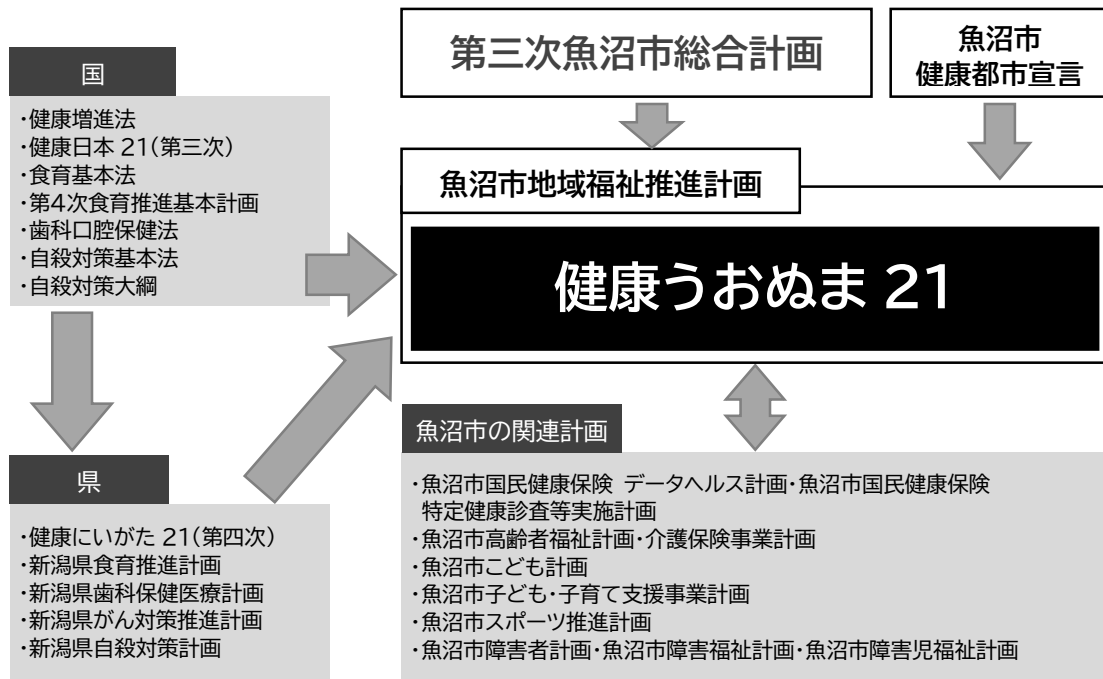 第三次魚沼市総合計画
魚沼市
健康都市宣言
国
・健康増進法
・健康日本 21(第三次)
・食育基本法
・第4次食育推進基本計画
・歯科口腔保健法
・自殺対策基本法
・自殺対策大綱
魚沼市地域福祉推進計画
健康うおぬま 21
県
・健康にいがた 21(第四次)
・新潟県食育推進計画
・新潟県歯科保健医療計画
・新潟県がん対策推進計画
・新潟県自殺対策計画
魚沼市の関連計画
・魚沼市国民健康保険 データヘルス計画・魚沼市国民健康保険
特定健康診査等実施計画
・魚沼市高齢者福祉計画・介護保険事業計画
・魚沼市こども計画
・魚沼市子ども・子育て支援事業計画
・魚沼市スポーツ推進計画
・魚沼市障害者計画・魚沼市障害福祉計画・魚沼市障害児福祉計画